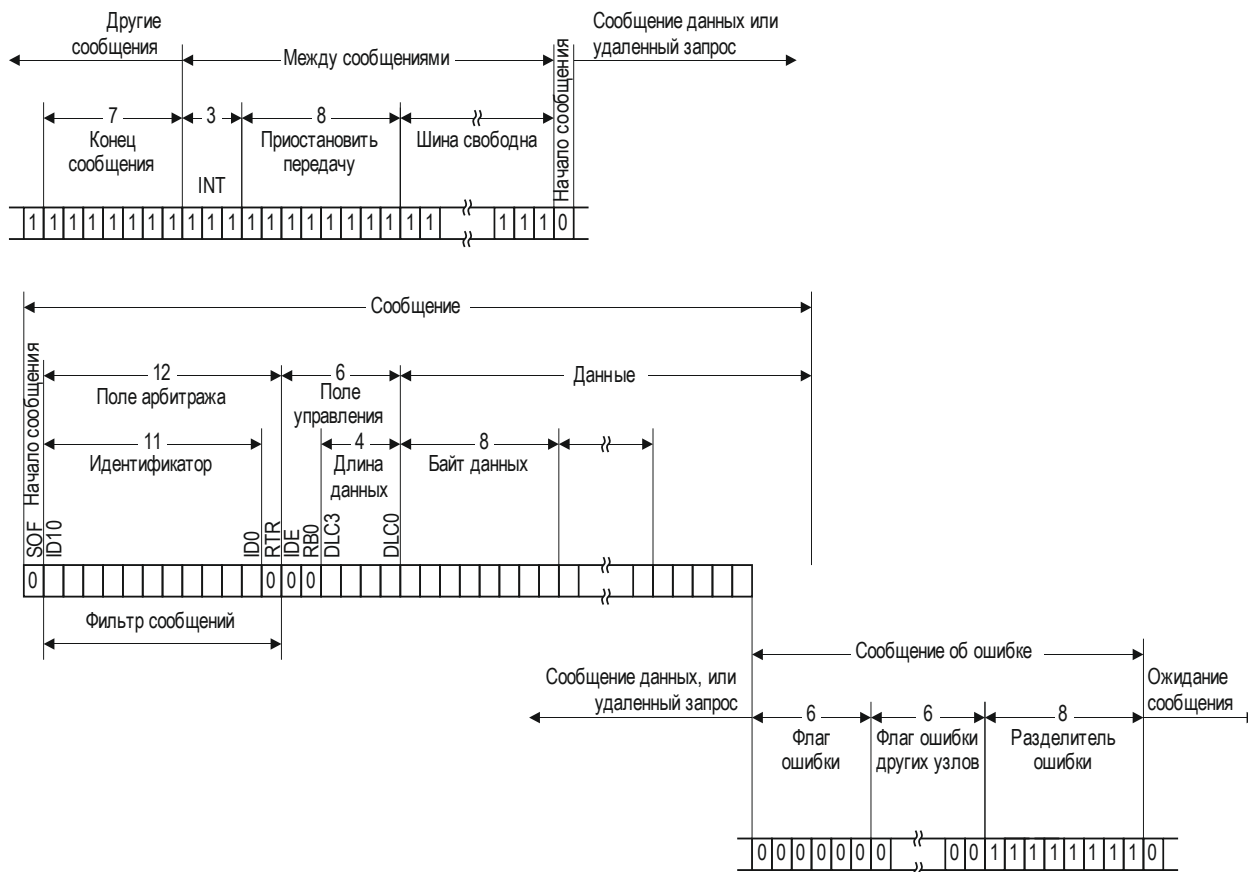 Другие
сообщения
Между сообщениями
Начало сообщения
Сообщение данных или
удаленный запрос
7
Конец
сообщения
3
INT
8
Приостановить
передачу
Шина свободна
1 1 1 1 1 1 1 1 1 1 1 1 1 1 1 1 1 1 1 1 1 1 1 1 0
Сообщение
Начало сообщения
12
Поле арбитража
6
Поле
управления
Данные
11
Идентификатор
4
Длина
данных
8
Байт данных
SOF
ID10
ID0
RTR
IDE
RB0
DLC3
DLC0
0 0 0 0
Фильтр сообщений
Сообщение об ошибке
Сообщение данных, или
удаленный запрос
Ожидание
сообщения
6
Флаг
ошибки
6
Флаг ошибки
других узлов
8
Разделитель
ошибки
0 0 0 0 0 0 0 0 0 1 1 1 1 1 1 1 1 0